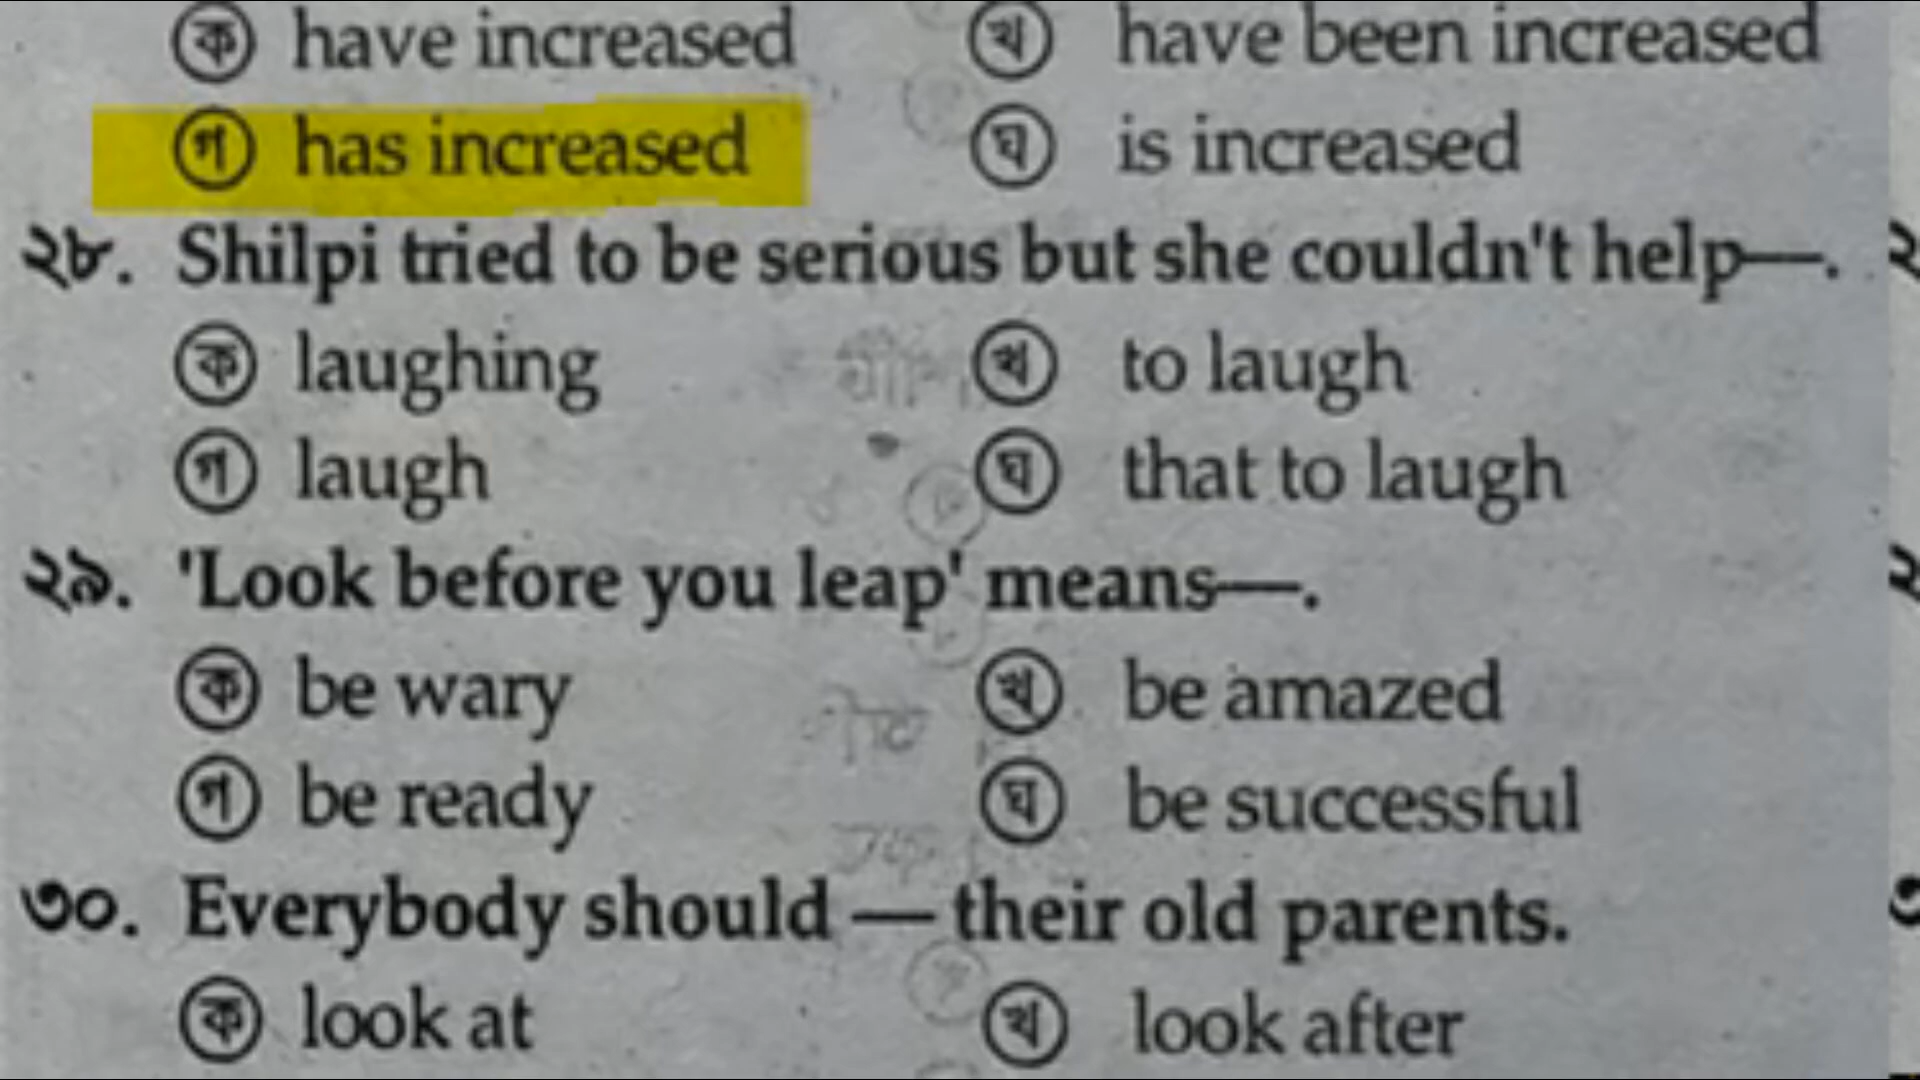 ক have increased খ have been increased
গ has increased ঘ is increased
২৮. Shilpi tried to be serious but she couldn't help—.
ক laughing খ to laugh
গ laugh ঘ that to laugh
২৯. 'Look before you leap' means—.
ক be wary খ be amazed
গ be ready ঘ be successful
৩০. Everybody should — their old parents.
ক look at খ look after